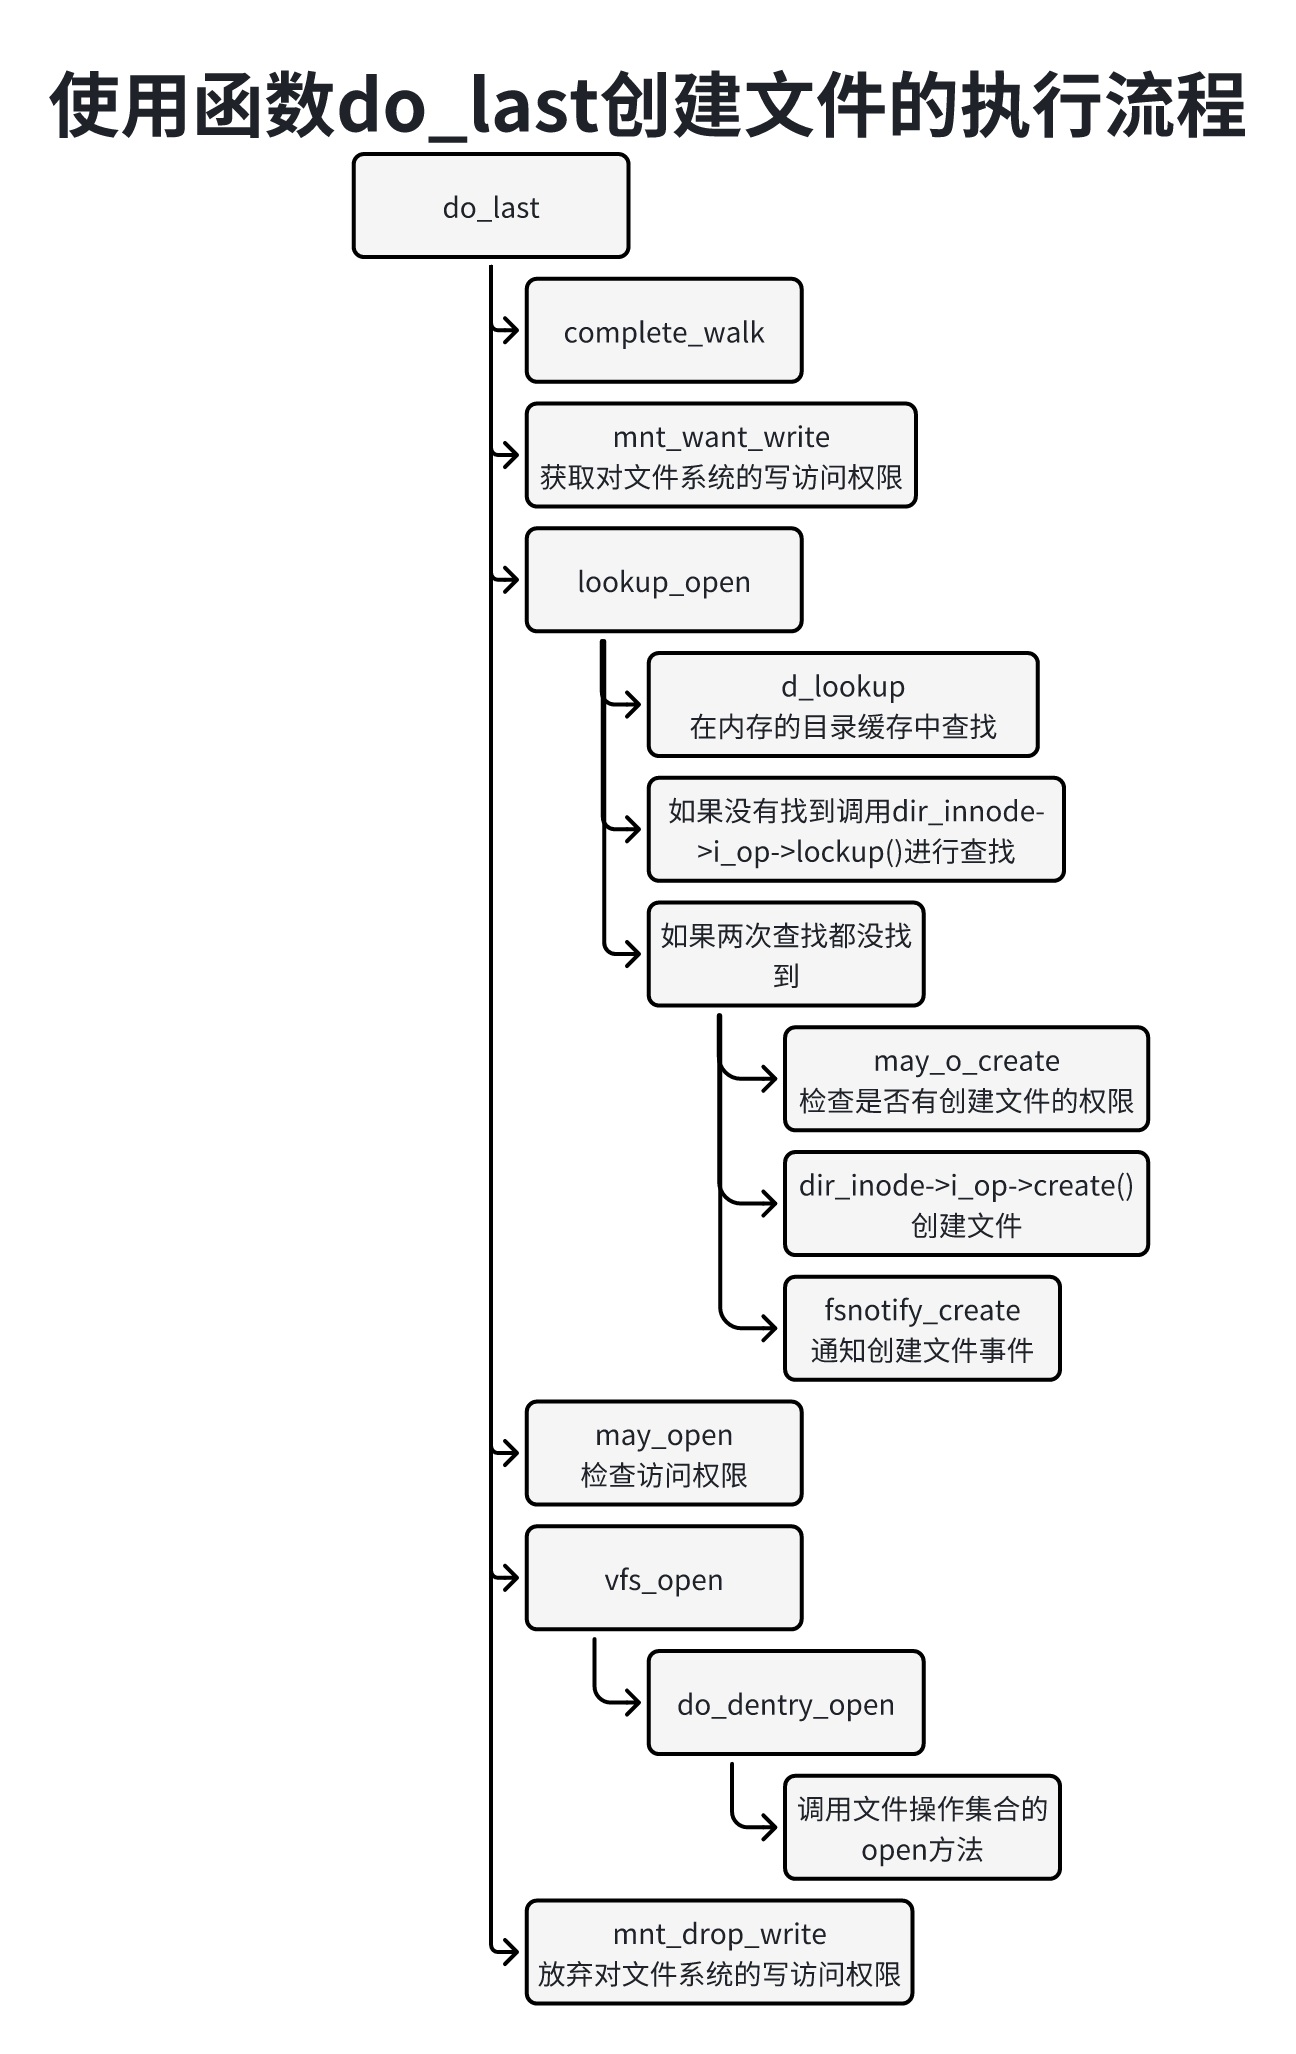 使用函数do_last创建文件的执行流程
do_last
complete_walk
mnt_want_write
获取对文件系统的写访问权限
lookup_open
d_lookup
在内存的目录缓存中查找
如果没有找到调用dir_innode-
>i_op->lockup()进行查找
如果两次查找都没找
到
may_o_create
检查是否有创建文件的权限
dir_inode->i_op->create()
创建文件
fsnotify_create
通知创建文件事件
may_open
检查访问权限
vfs_open
do_dentry_open
调用文件操作集合的
open方法
mnt_drop_write
放弃对文件系统的写访问权限